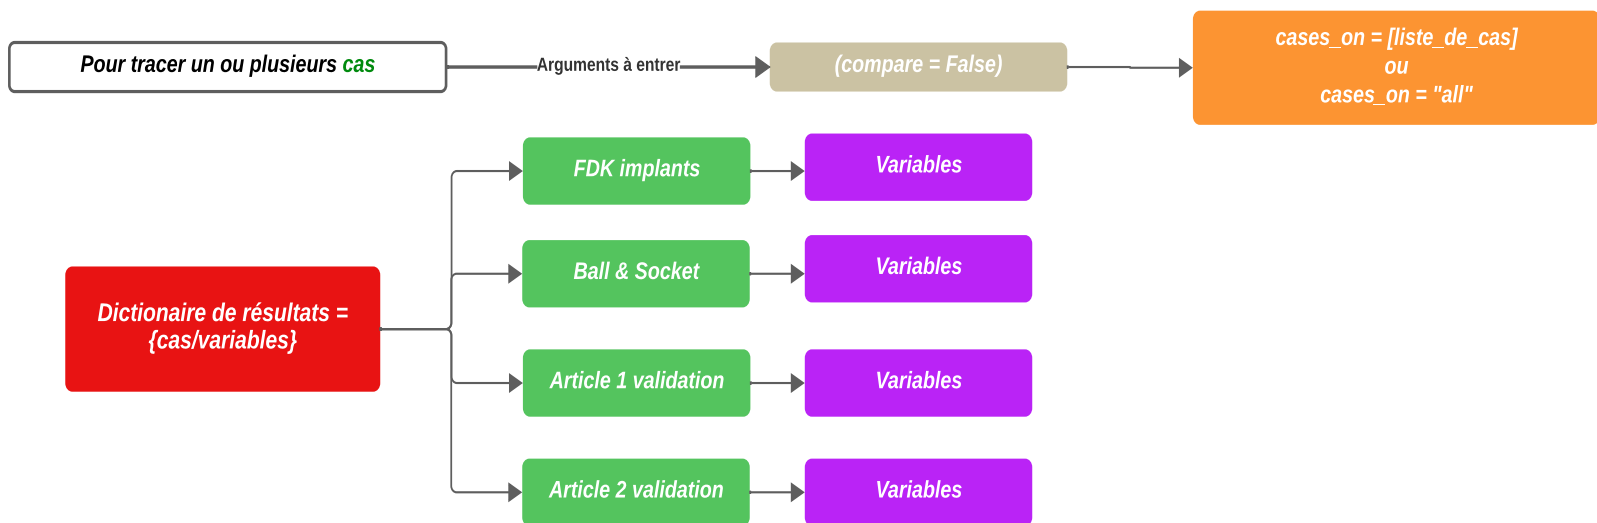 Pour tracer un ou plusieurs cas
Arguments à entrer
(compare = False)
cases_on = [liste_de_cas]
ou
cases_on = "all"
FDK implants
Variables
Ball & Socket
Variables
Dictionaire de résultats =
{cas/variables}
Article 1 validation
Variables
Article 2 validation
Variables